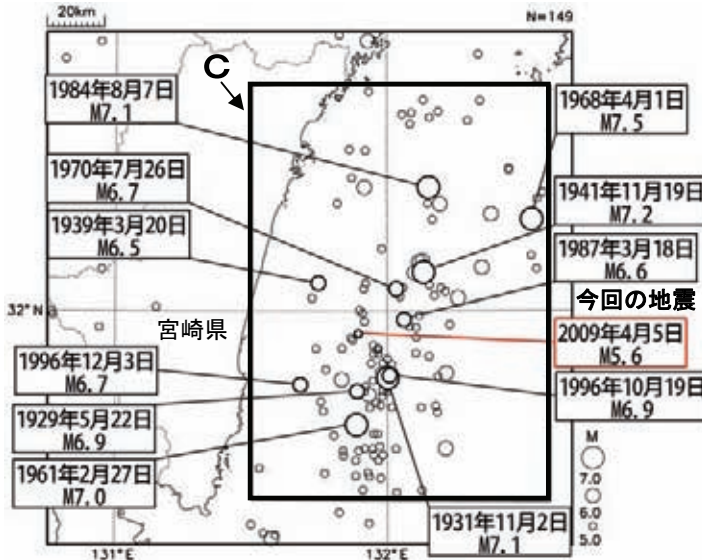 20km
N=149
C
1984年8月7日
M7.1
1968年4月1日
M7.5
1970年7月26日
M6.7
1941年11月19日
M7.2
1939年3月20日
M6.5
1987年3月18日
M6.6
32°N
今回の地震
宮崎県
2009年4月5日
M5.6
1996年12月3日
M6.7
1996年10月19日
M6.9
1929年5月22日
M6.9
1961年2月27日
M7.0
1931年11月2日
M7.1
M
7.0
6.0
5.0
131°E
132°E